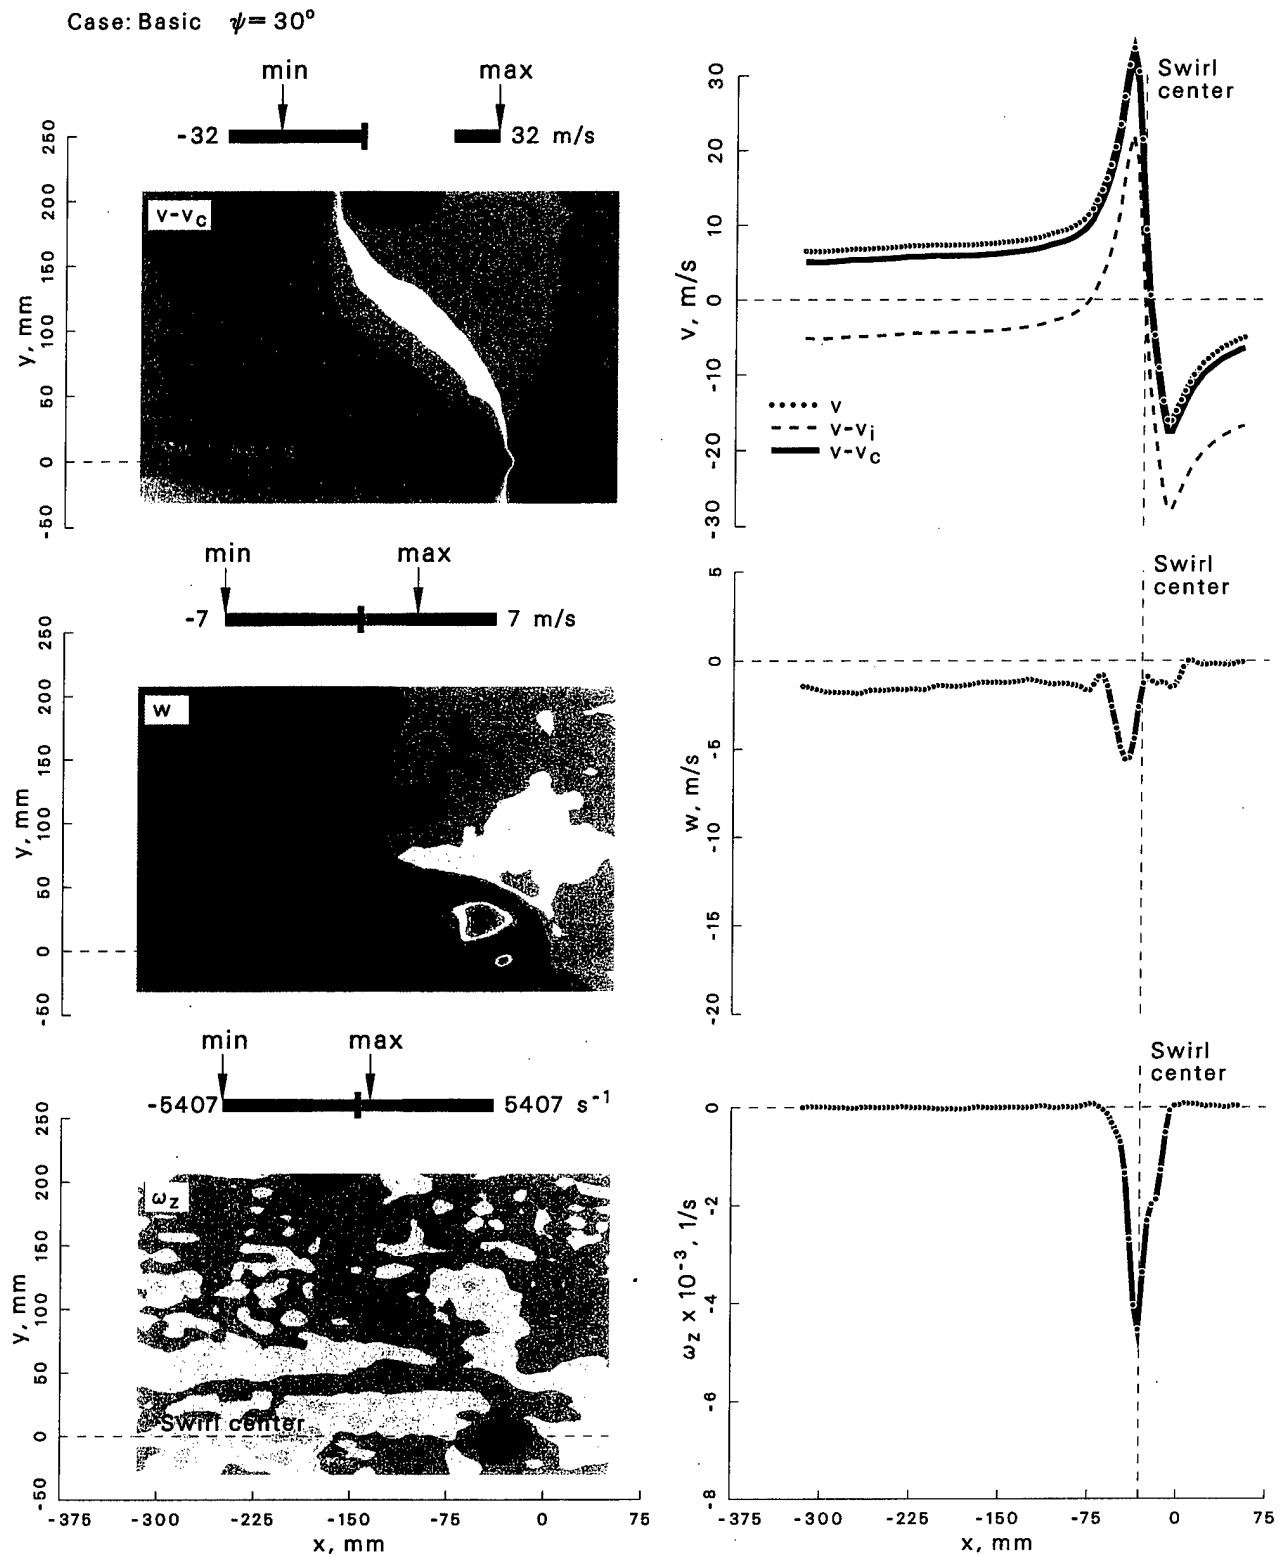 Case: Basic ψ = 30°
min max
-32 32 m/s
250
200
150
100
50
0
-50
y, mm
v-vc
min max
-7 7 m/s
250
200
150
100
50
0
-50
y, mm
w
min max
-5407 5407 s⁻¹
250
200
150
100
50
0
-50
y, mm
ωz
Swirl center
-375 -300 -225 -150 -75 0 75
x, mm
30
20
10
0
-10
-20
-30
v, m/s
Swirl
center
v
v-vi
v-vc
5
0
-5
-10
-15
-20
w, m/s
Swirl
center
0
-2
-4
-6
-8
ωz x 10⁻³, 1/s
Swirl
center
-375 -300 -225 -150 -75 0 75
x, mm